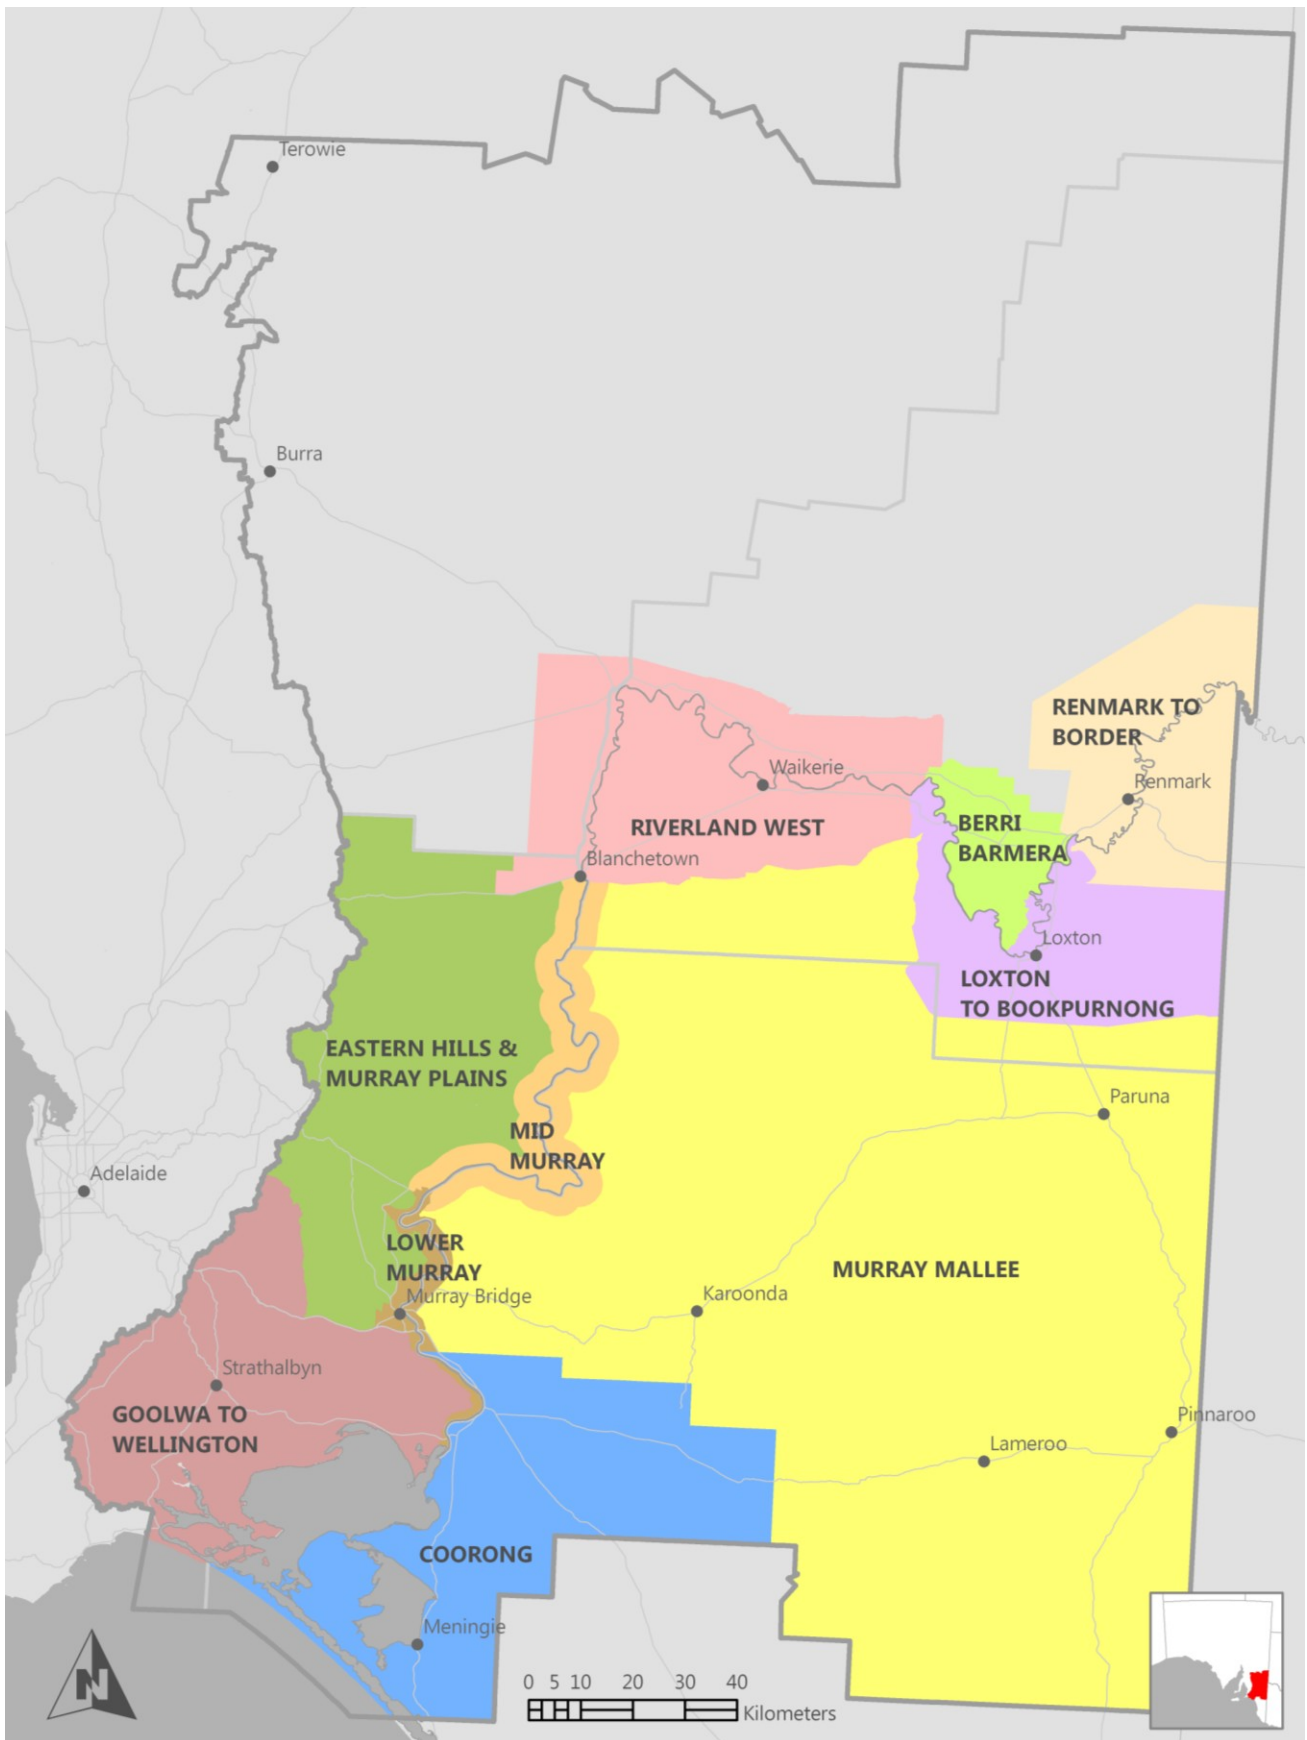 Terowie
Burra
RENMARK TO
BORDER
Waikerie
Renmark
RIVERLAND WEST
BERRI
BARMERA
Blanchetown
Loxton
LOXTON
TO BOOKPURNONG
EASTERN HILLS &
MURRAY PLAINS
Paruna
MID
MURRAY
Adelaide
LOWER
MURRAY
MURRAY MALLEE
Murray Bridge
Karoonda
Strathalbyn
GOOLWA TO
WELLINGTON
Pinnaroo
Lameroo
COORONG
Meningie
N
0 5 10 20 30 40
Kilometers